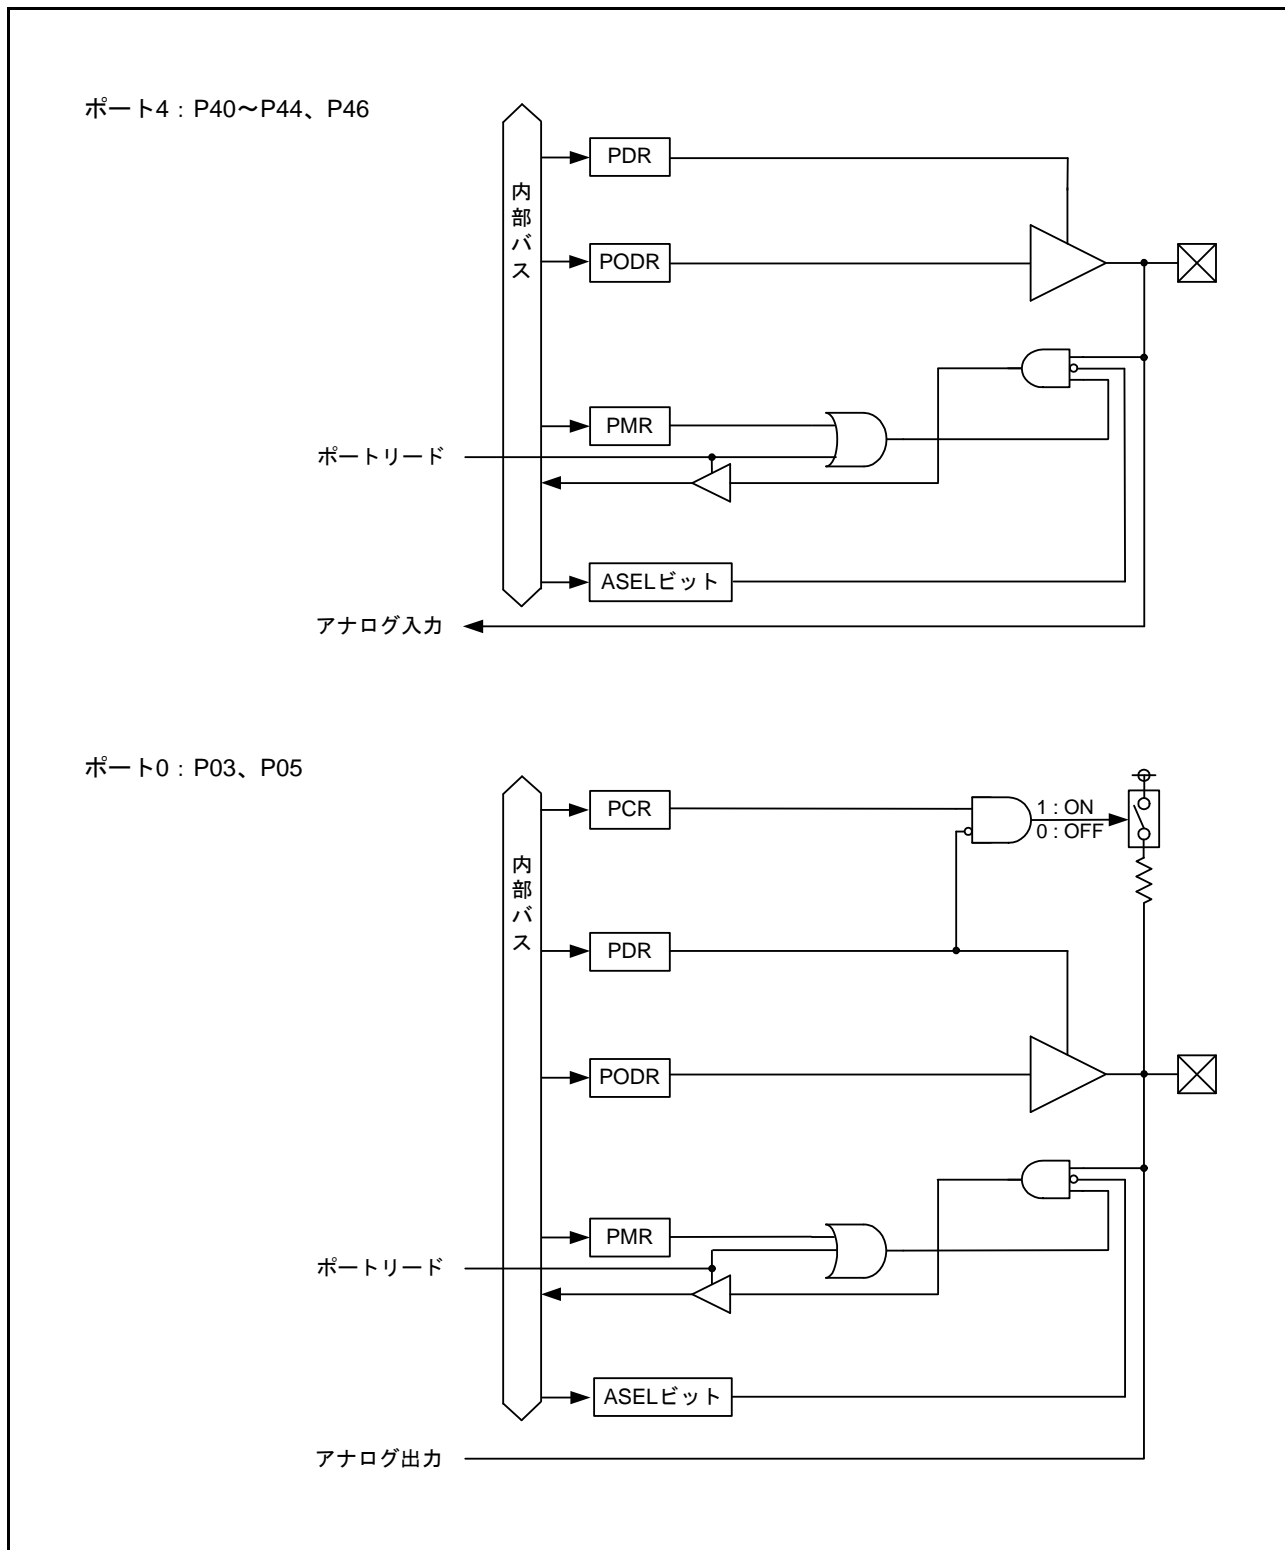 ポート4 : P40～P44、P46
内部バス
PDR
PODR
PMR
ポートリード
ASELビット
アナログ入力
ポート0 : P03、P05
内部バス
PCR
1 : ON
0 : OFF
PDR
PODR
PMR
ポートリード
ASELビット
アナログ出力